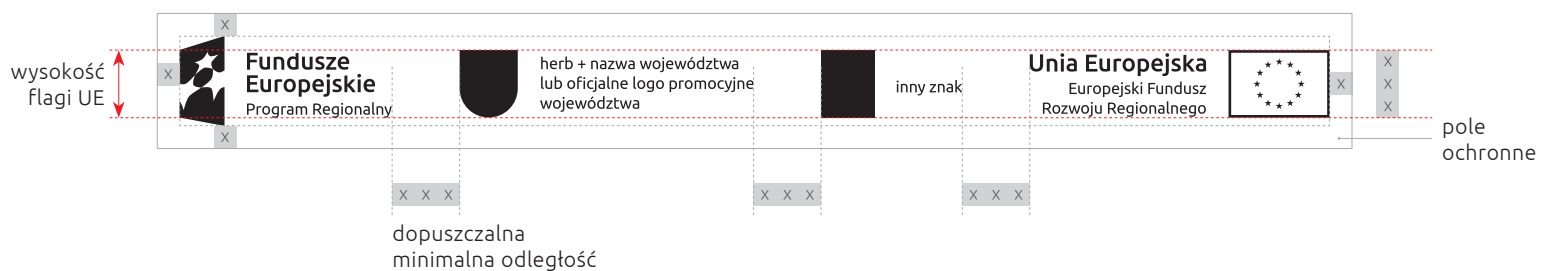 X
wysokość
flagi UE
X
Fundusze
Europejskie
Program Regionalny
herb + nazwa województwa
lub oficjalne logo promocyjne
województwa
inny znak
Unia Europejska
Europejski Fundusz
Rozwoju Regionalnego
X
X
X
X
X
pole
ochronne
X X X
X X X
X X X
dopuszczalna
minimalna odległość